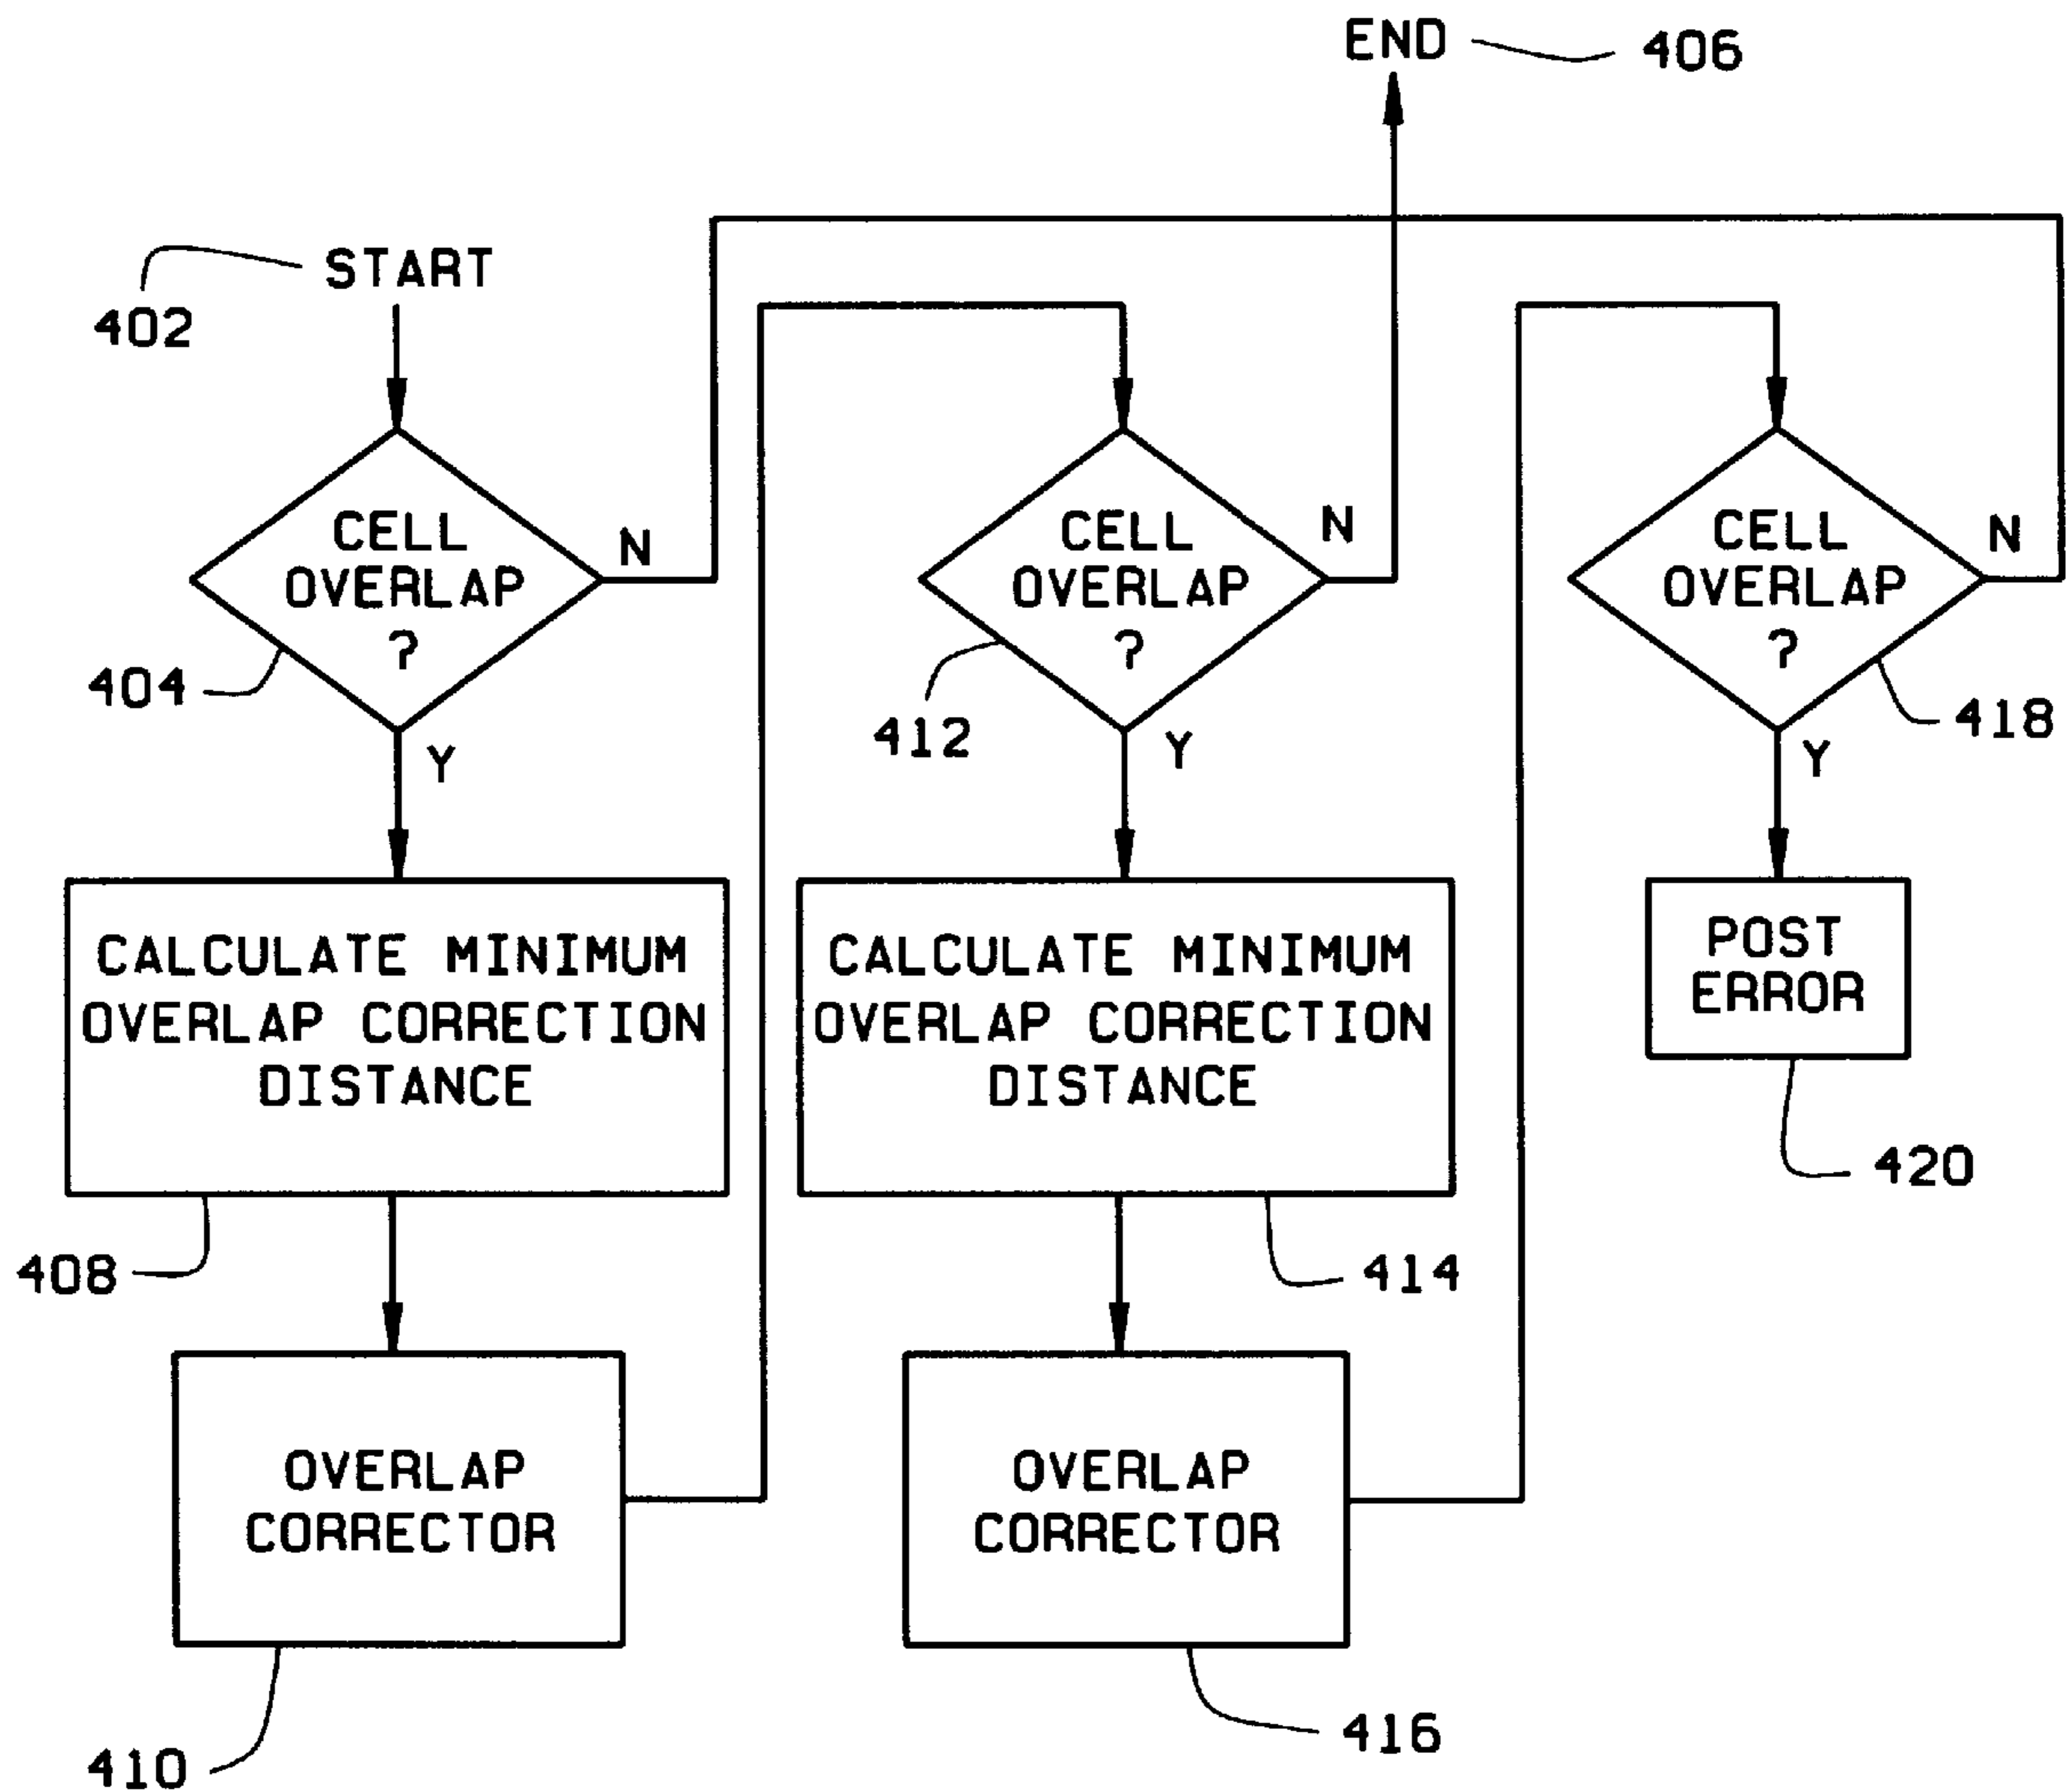 END
406
START
402
CELL
OVERLAP
?
N
404
Y
CELL
OVERLAP
?
N
412
Y
CELL
OVERLAP
?
N
418
Y
CALCULATE MINIMUM
OVERLAP CORRECTION
DISTANCE
408
CALCULATE MINIMUM
OVERLAP CORRECTION
DISTANCE
414
POST
ERROR
420
OVERLAP
CORRECTOR
410
OVERLAP
CORRECTOR
416